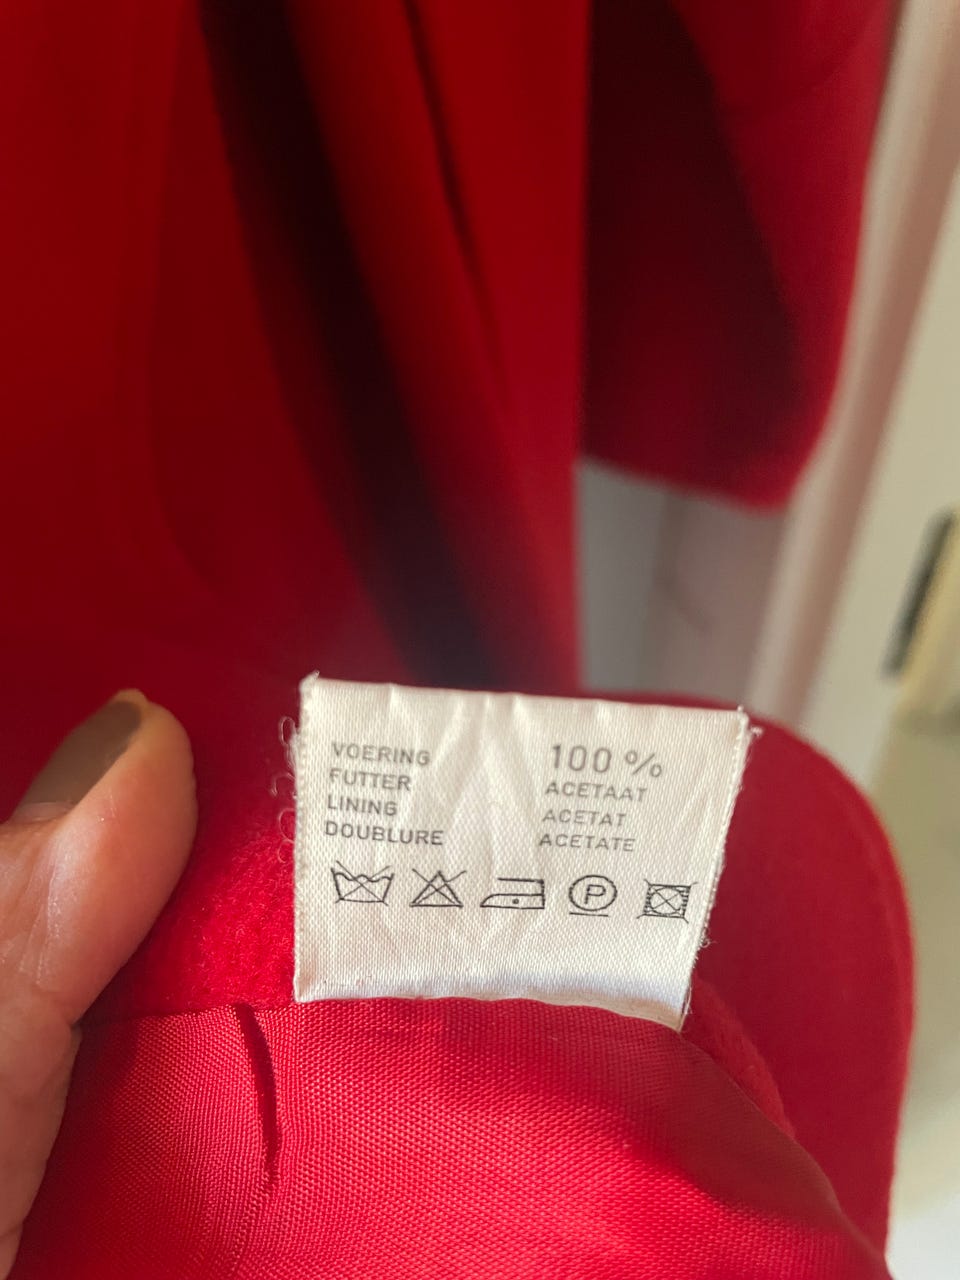 VOERING
FUTTER
LINING
DOUBLURE
100 %
ACETAAT
ACETAT
ACETATE
P